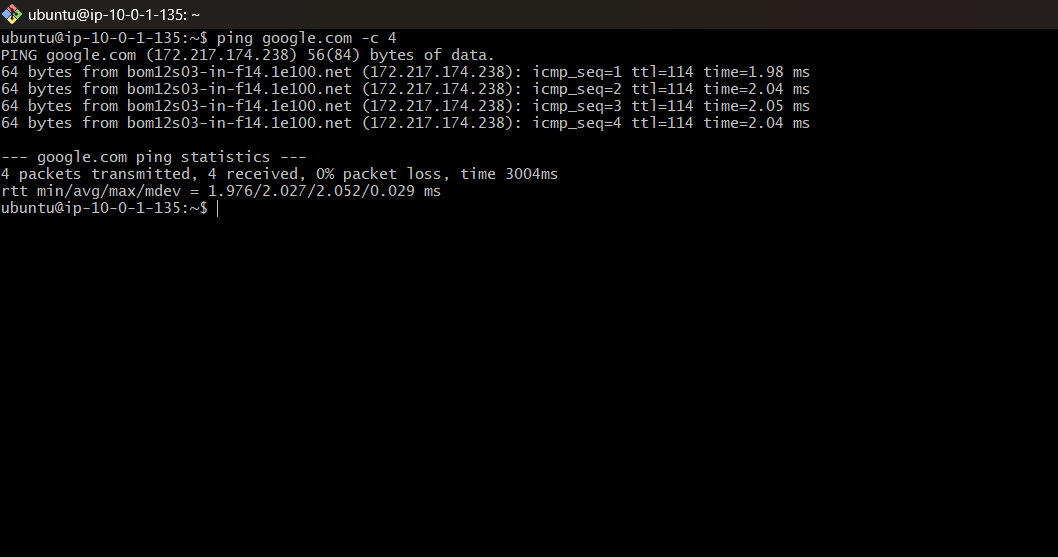 ubuntu@ip-10-0-1-135: ~
ubuntu@ip-10-0-1-135:~$ ping google.com -c 4
PING google.com (172.217.174.238) 56(84) bytes of data.
64 bytes from bom12s03-in-f14.1e100.net (172.217.174.238): icmp_seq=1 ttl=114 time=1.98 ms
64 bytes from bom12s03-in-f14.1e100.net (172.217.174.238): icmp_seq=2 ttl=114 time=2.04 ms
64 bytes from bom12s03-in-f14.1e100.net (172.217.174.238): icmp_seq=3 ttl=114 time=2.05 ms
64 bytes from bom12s03-in-f14.1e100.net (172.217.174.238): icmp_seq=4 ttl=114 time=2.04 ms
--- google.com ping statistics ---
4 packets transmitted, 4 received, 0% packet loss, time 3004ms
rtt min/avg/max/mdev = 1.976/2.027/2.052/0.029 ms
ubuntu@ip-10-0-1-135:~$